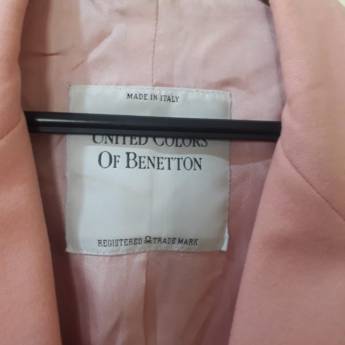 MADE IN ITALY
UNITED COLORS
OF BENETTON
REGISTERED TRADE MARK